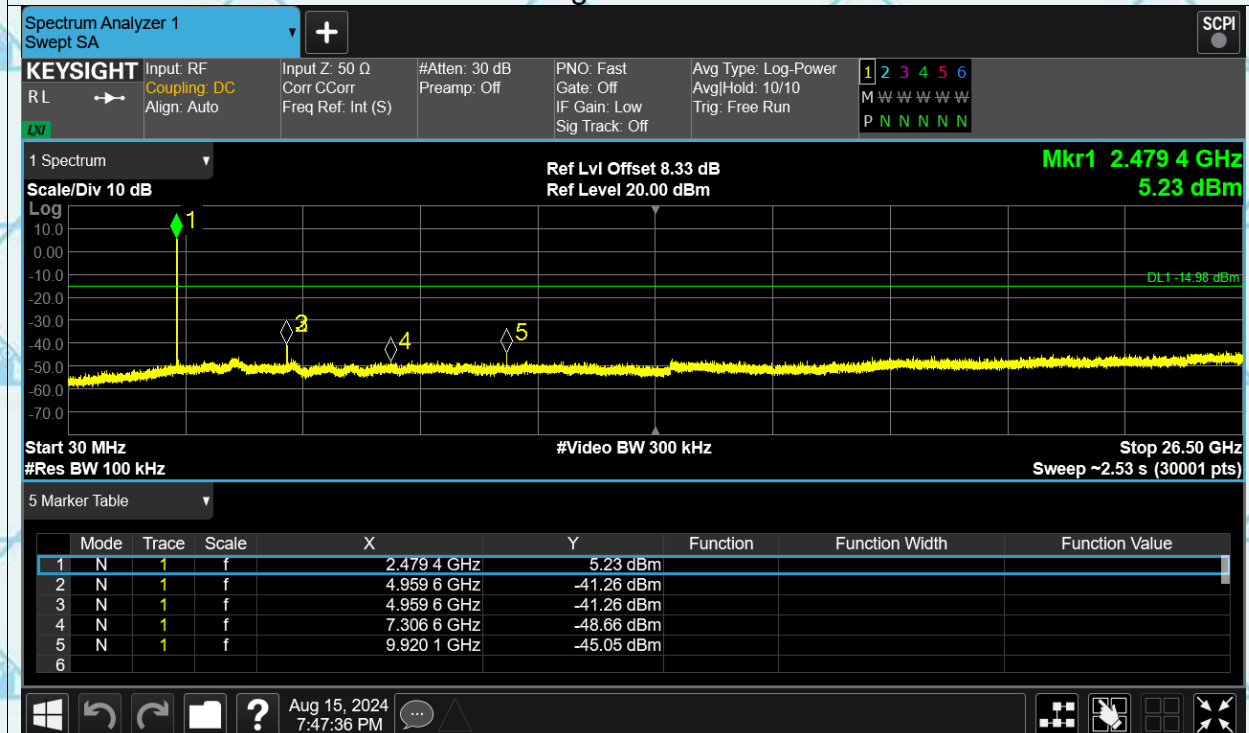 Spectrum Analyzer 1
Swept SA
+
SCPI
KEYSIGHT Input: RF Input Z: 50 Ω #Atten: 30 dB PNO: Fast Avg Type: Log-Power 1 2 3 4 5 6
RL Coupling: DC Corr CCorr Preamp: Off Gate: Off Avg|Hold: 10/10 M W W W W W
Align: Auto Freq Ref: Int (S) IF Gain: Low Trig: Free Run P N N N N N
LXI Sig Track: Off
1 Spectrum Ref Lvl Offset 8.33 dB Mkr1 2.479 4 GHz
Scale/Div 10 dB Ref Level 20.00 dBm 5.23 dBm
Log
1
10.0
0.00
-10.0
DL1 -14.98 dBm
-20.0
-30.0
3
-40.0
4
5
-50.0
-60.0
-70.0
Start 30 MHz #Video BW 300 kHz Stop 26.50 GHz
#Res BW 100 kHz Sweep ~2.53 s (30001 pts)
5 Marker Table
Mode Trace Scale X Y Function Function Width Function Value
1 N 1 f 2.479 4 GHz 5.23 dBm
2 N 1 f 4.959 6 GHz -41.26 dBm
3 N 1 f 4.959 6 GHz -41.26 dBm
4 N 1 f 7.306 6 GHz -48.66 dBm
5 N 1 f 9.920 1 GHz -45.05 dBm
6
? Aug 15, 2024
7:47:36 PM